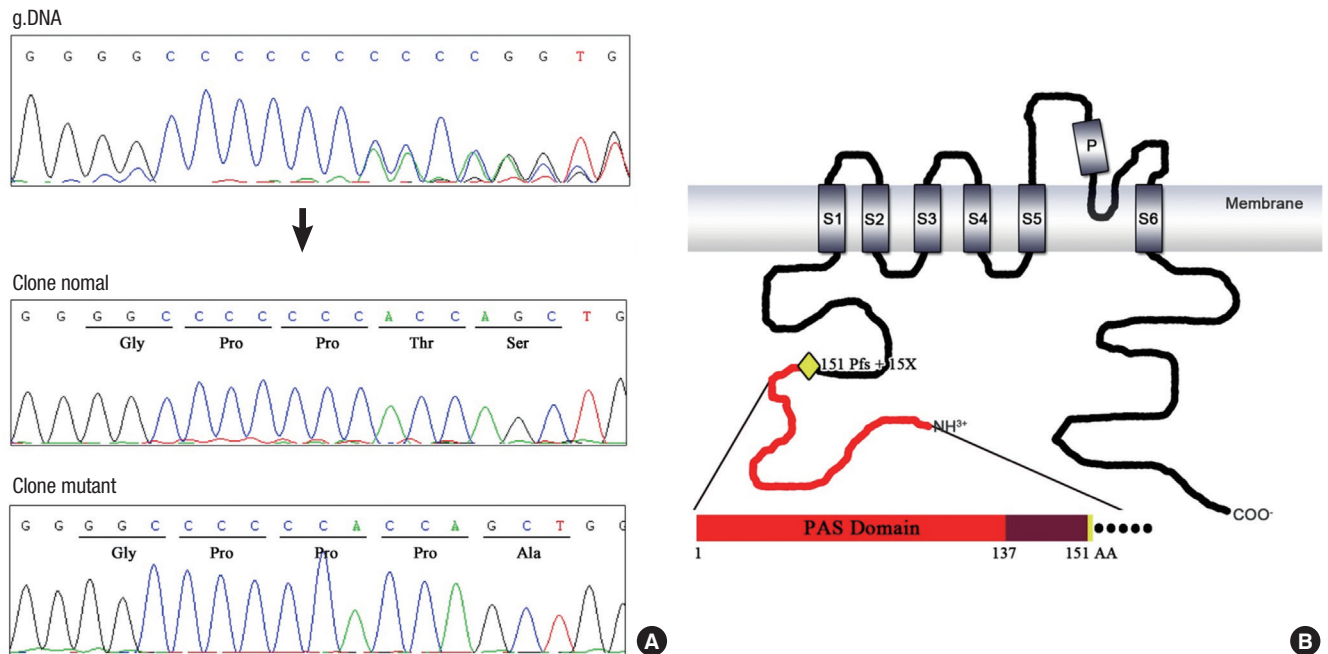 g.DNA
G G G G C C C C C C C C C C G G T G
Clone nomal
G G G G C C C C C C C A C C A G C T G
Gly Pro Pro Thr Ser
Clone mutant
G G G G C C C C C C A C C A G C T G G
Gly Pro Pro Pro Ala
A
P
S1 S2 S3 S4 S5 S6
Membrane
151 Pfs + 15X
NH³⁺
COO⁻
PAS Domain
1 137 151 AA
B